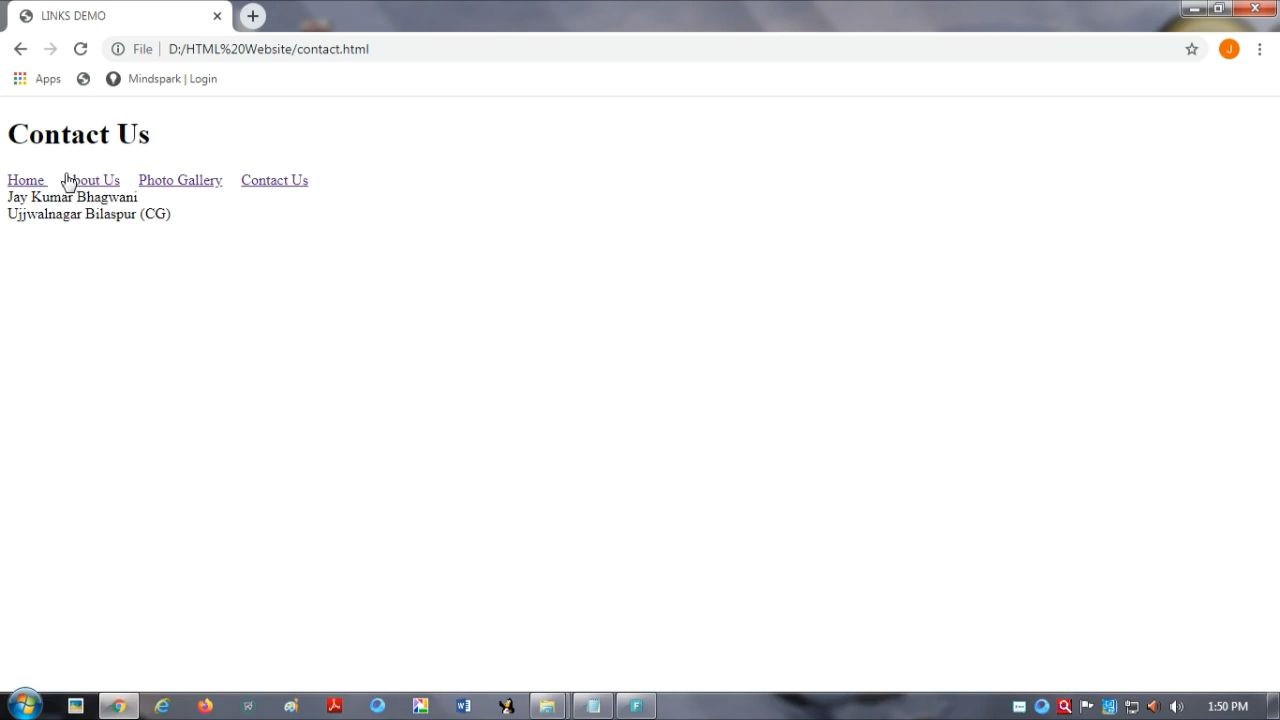 LINKS DEMO
File D:/HTML%20Website/contact.html
J
Apps Mindspark | Login
Contact Us
Home About Us Photo Gallery Contact Us
Jay Kumar Bhagwani
Ujjwalnagar Bilaspur (CG)
1:50 PM